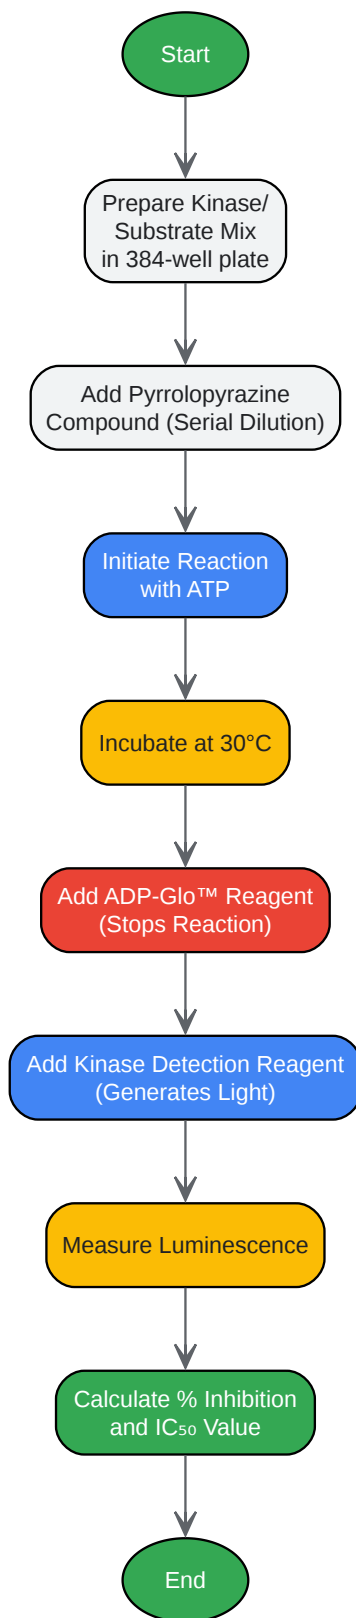 Start
Prepare Kinase/
Substrate Mix
in 384-well plate
Add Pyrrolopyrazine
Compound (Serial Dilution)
Initiate Reaction
with ATP
Incubate at 30°C
Add ADP-Glo™ Reagent
(Stops Reaction)
Add Kinase Detection Reagent
(Generates Light)
Measure Luminescence
Calculate % Inhibition
and IC₅₀ Value
End